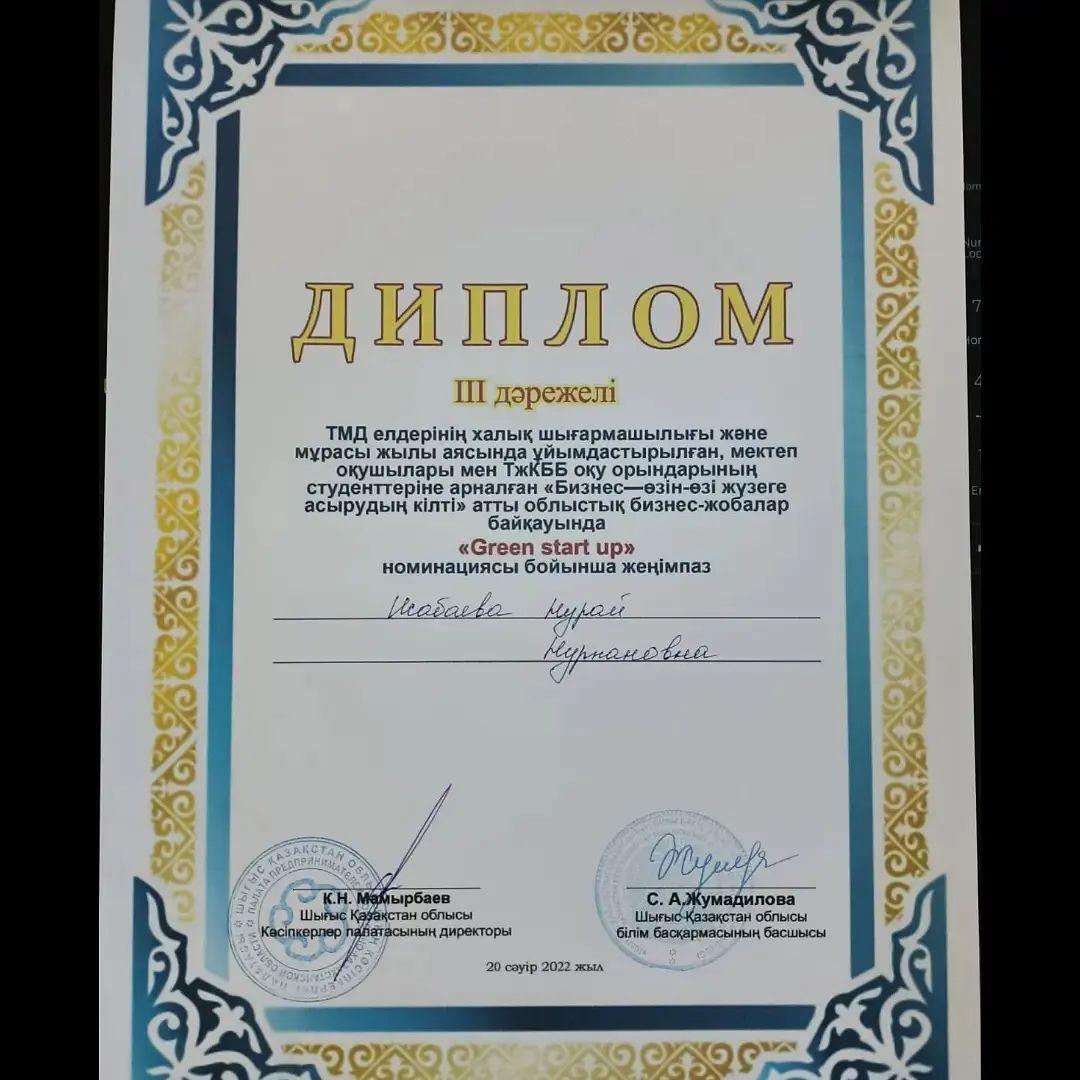 ДИПЛОМ
III дәрежелі
ТМД елдерінің халық шығармашылығы және
мұрасы жылы аясында ұйымдастырылған, мектеп
оқушылары мен ТжКББ оқу орындарының
студенттеріне арналған «Бизнес—өзін-өзі жүзеге
асырудың кілті» атты облыстық бизнес-жобалар
байқауында
«Green start up»
номинациясы бойынша жеңімпаз
Нурай
Нурлановна
К.Н. Мамырбаев
Шығыс Қазақстан облысы
Кәсіпкерлер палатасының директоры
С. А.Жумадилова
Шығыс Қазақстан облысы
білім басқармасының басшысы
20 сәуір 2022 жыл